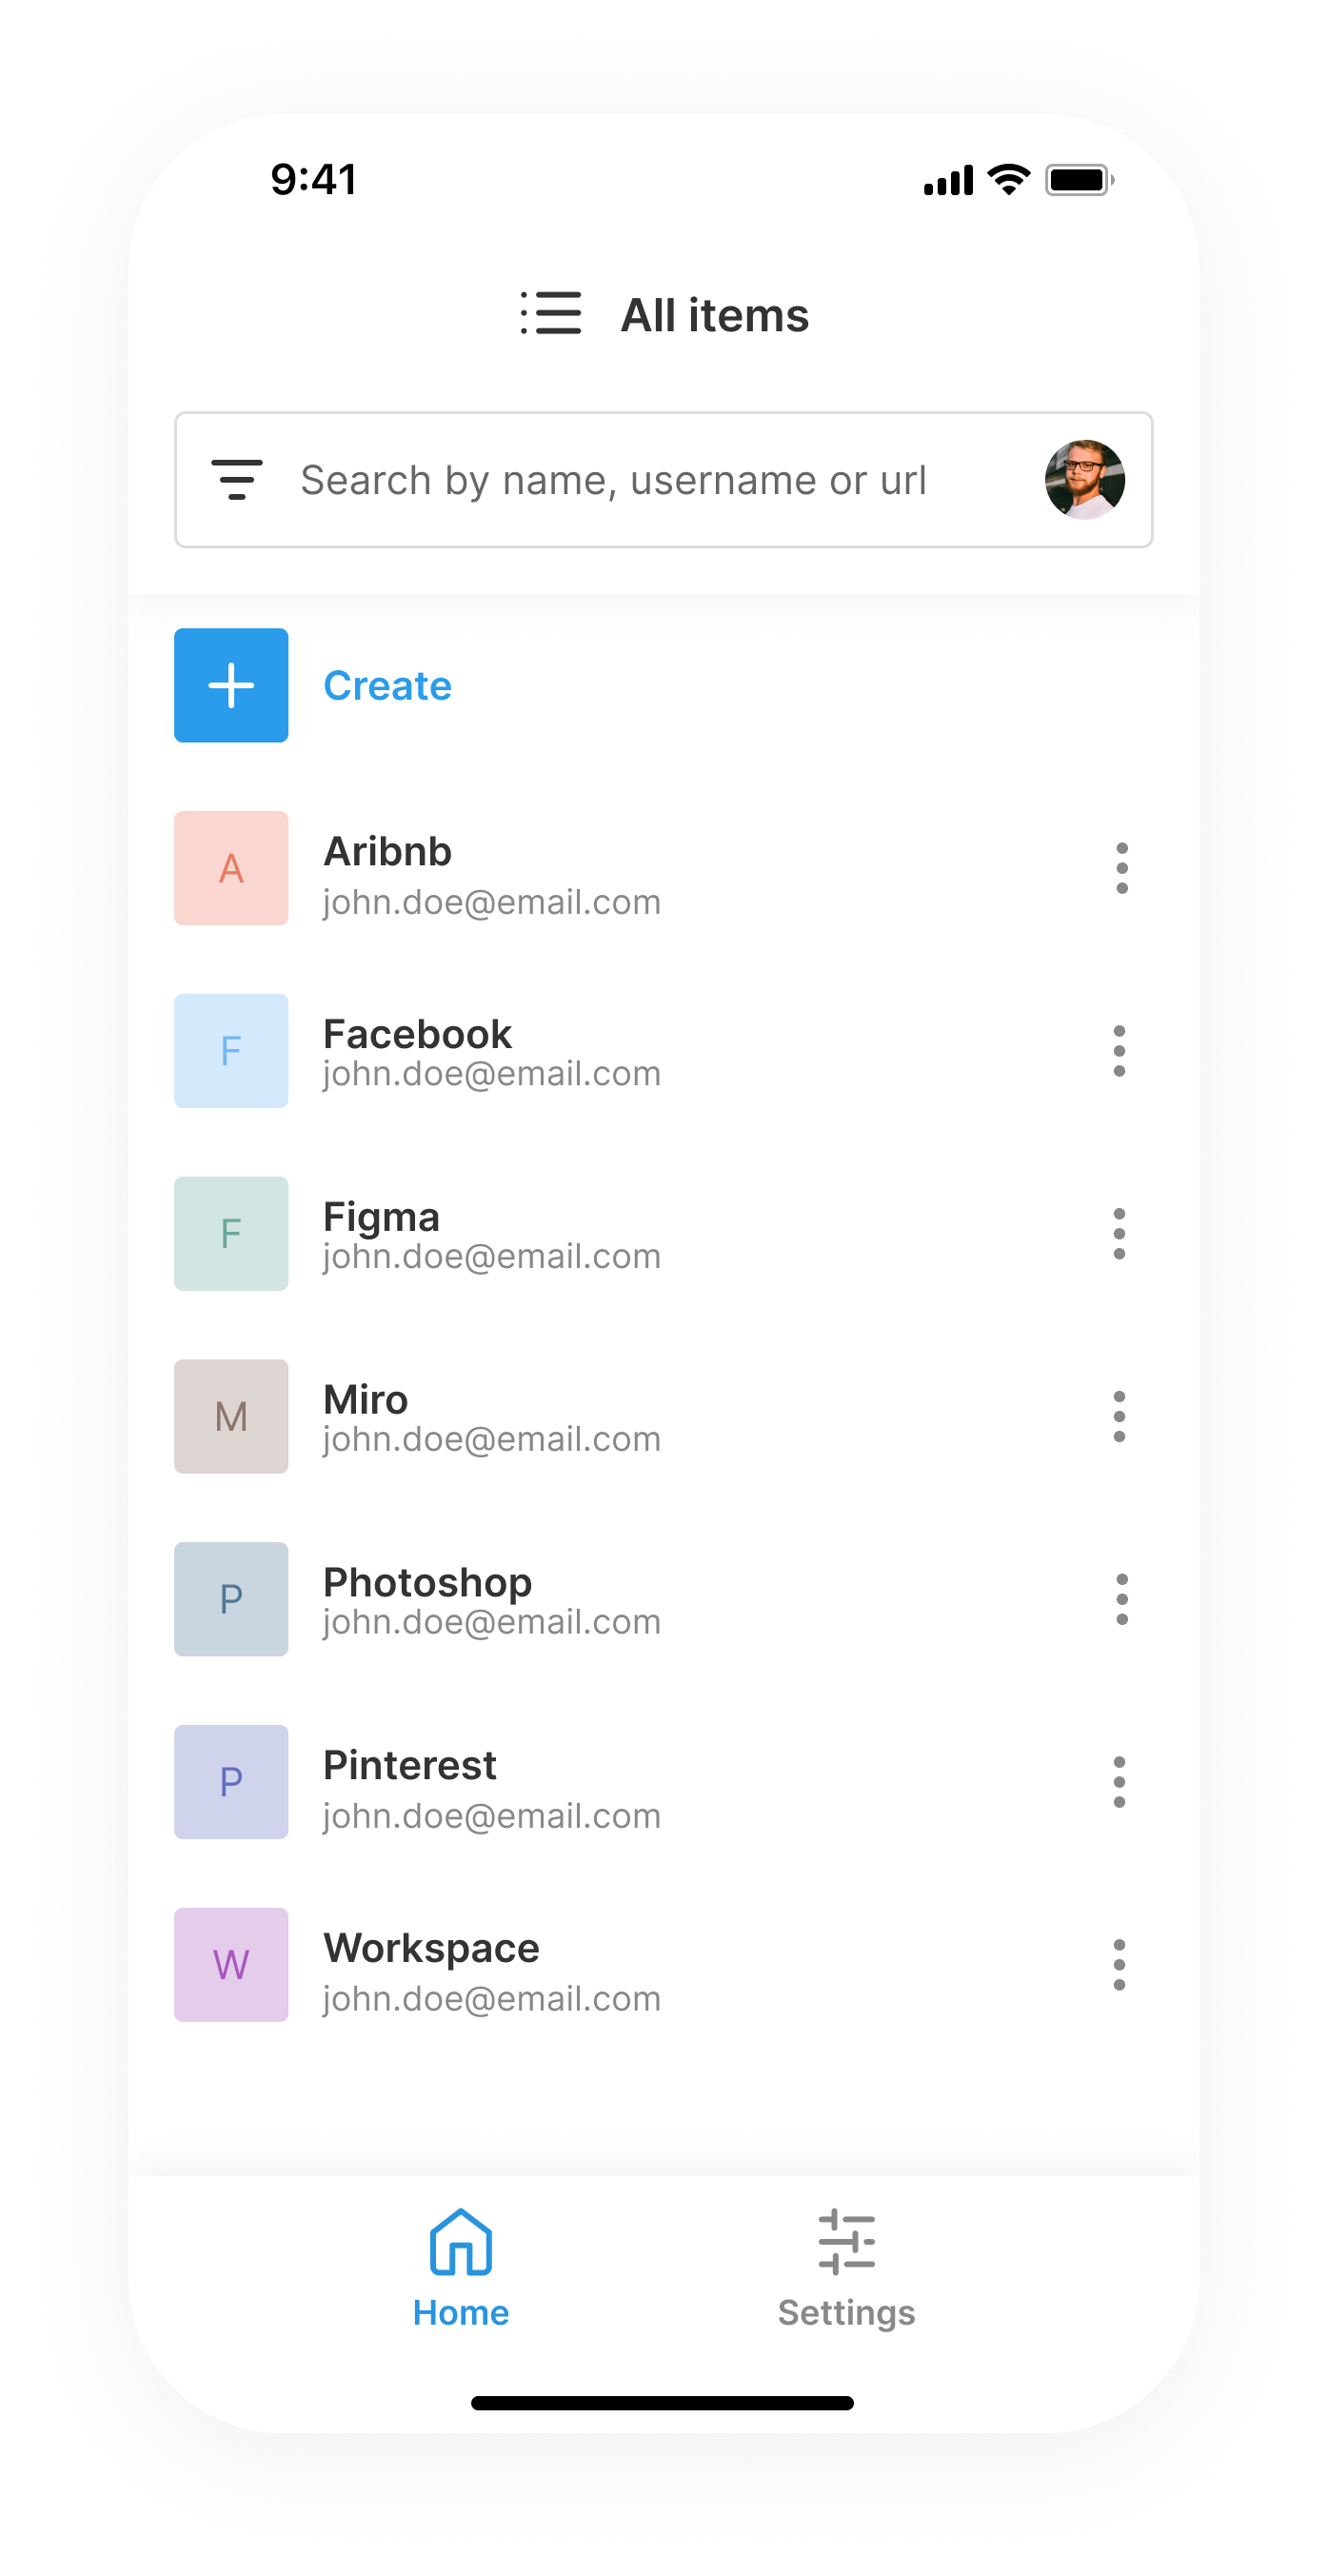 9:41
All items
Search by name, username or url
Create
A
Aribnb
john.doe@email.com
F
Facebook
john.doe@email.com
F
Figma
john.doe@email.com
M
Miro
john.doe@email.com
P
Photoshop
john.doe@email.com
P
Pinterest
john.doe@email.com
W
Workspace
john.doe@email.com
Home
Settings